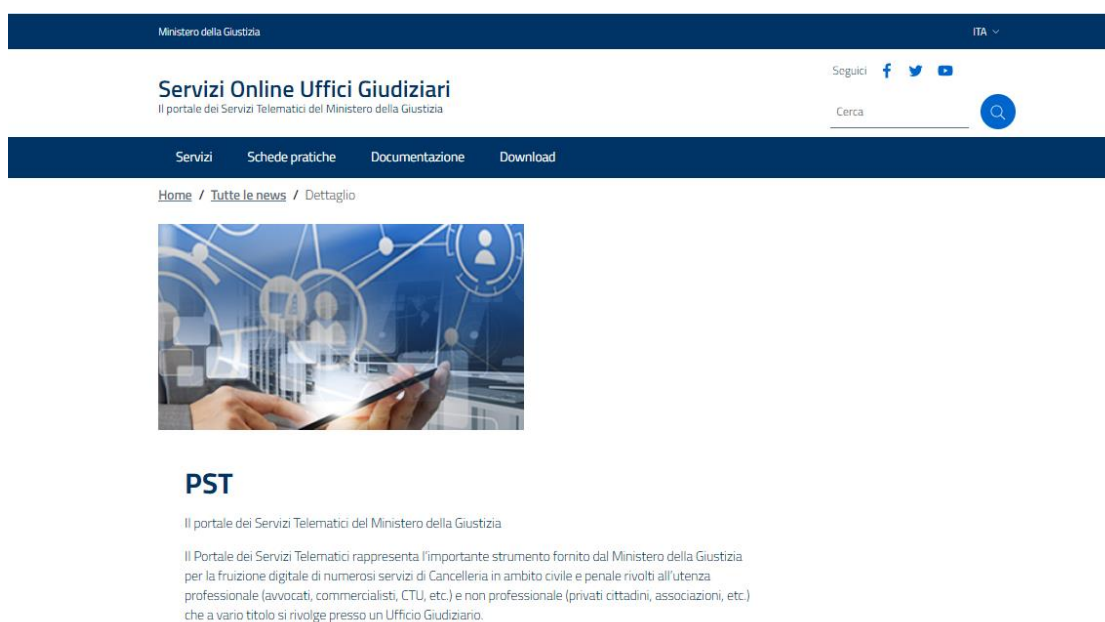 Ministero della Giustizia
ITA
Servizi Online Uffici Giudiziari
Il portale dei Servizi Telematici del Ministero della Giustizia
Seguici
Cerca
Servizi Schede pratiche Documentazione Download
Home / Tutte le news / Dettaglio
PST
Il portale dei Servizi Telematici del Ministero della Giustizia
Il Portale dei Servizi Telematici rappresenta l'importante strumento fornito dal Ministero della Giustizia
per la fruizione digitale di numerosi servizi di Cancelleria in ambito civile e penale rivolti all'utenza
professionale (avvocati, commercialisti, CTU, etc.) e non professionale (privati cittadini, associazioni, etc.)
che a vario titolo si rivolge presso un Ufficio Giudiziario.